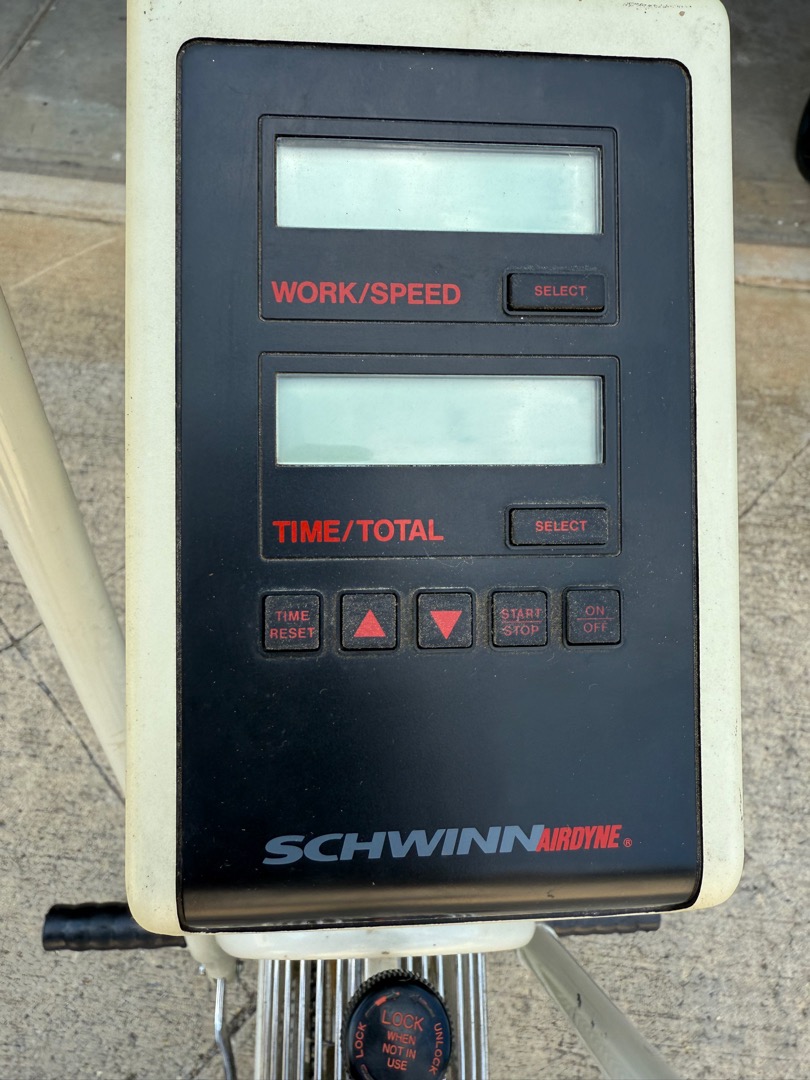 WORK/SPEED SELECT
TIME/TOTAL SELECT
TIME
RESET
START
STOP
ON
OFF
SCHWINN AIRDYNE®
LOCK
WHEN
NOT IN
USE
LOCK
UNLOCK